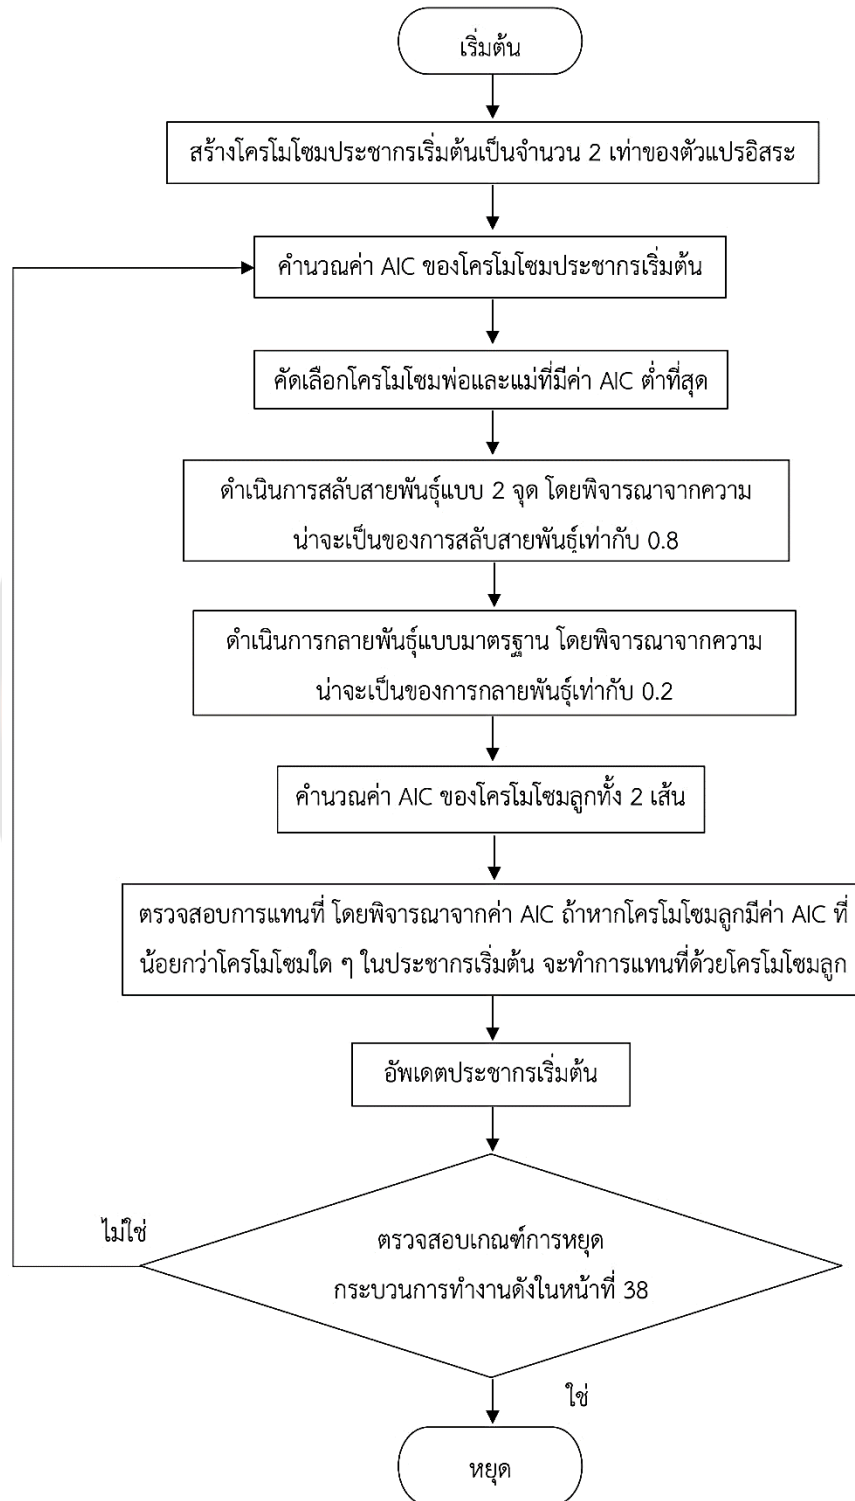 เริ่มต้น
สร้างโครโมโซมประชากรเริ่มต้นเป็นจำนวน 2 เท่าของตัวแปรอิสระ
คำนวณค่า AIC ของโครโมโซมประชากรเริ่มต้น
คัดเลือกโครโมโซมพ่อและแม่ที่มีค่า AIC ต่ำที่สุด
ดำเนินการสลับสายพันธุ์แบบ 2 จุด โดยพิจารณาจากความ
น่าจะเป็นของการสลับสายพันธุ์เท่ากับ 0.8
ดำเนินการกลายพันธุ์แบบมาตรฐาน โดยพิจารณาจากความ
น่าจะเป็นของการกลายพันธุ์เท่ากับ 0.2
คำนวณค่า AIC ของโครโมโซมลูกทั้ง 2 เส้น
ตรวจสอบการแทนที่ โดยพิจารณาจากค่า AIC ถ้าหากโครโมโซมลูกมีค่า AIC ที่
น้อยกว่าโครโมโซมใด ๆ ในประชากรเริ่มต้น จะทำการแทนที่ด้วยโครโมโซมลูก
อัพเดตประชากรเริ่มต้น
ไม่ใช่
ตรวจสอบเกณฑ์การหยุด
กระบวนการทำงานดังในหน้าที่ 38
ใช่
หยุด